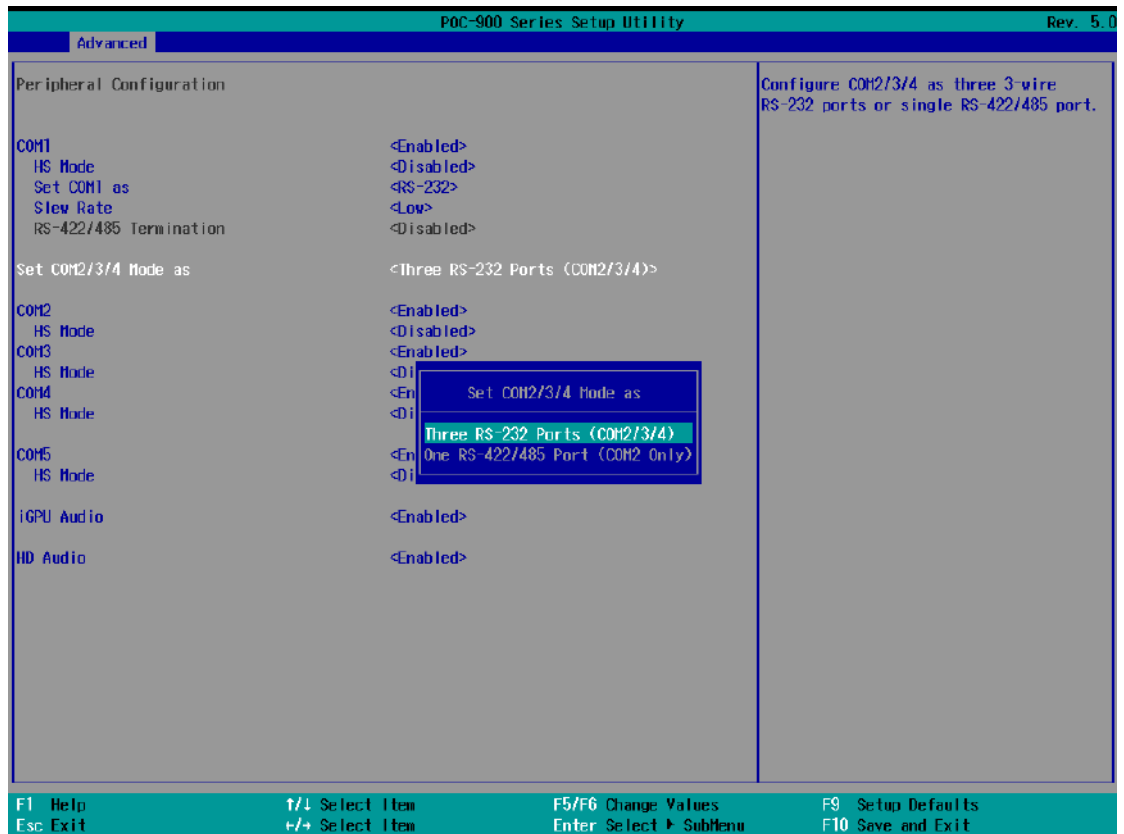 POC-900 Series Setup Utility Rev. 5.0
Advanced
Peripheral Configuration
Configure COM2/3/4 as three 3-wire
RS-232 ports or single RS-422/485 port.
COM1 <Enabled>
HS Mode <Disabled>
Set COM1 as <RS-232>
Slew Rate <Low>
RS-422/485 Termination <Disabled>
Set COM2/3/4 Mode as <Three RS-232 Ports (COM2/3/4)>
COM2 <Enabled>
HS Mode <Disabled>
COM3 <Enabled>
HS Mode <Di
COM4 <En
HS Mode <Di
COM5 <En
HS Mode <Di
Set COM2/3/4 Mode as
Three RS-232 Ports (COM2/3/4)
One RS-422/485 Port (COM2 Only)
iGPU Audio <Enabled>
HD Audio <Enabled>
F1 Help ↑/↓ Select Item F5/F6 Change Values F9 Setup Defaults
Esc Exit ←/→ Select Item Enter Select ► SubMenu F10 Save and Exit